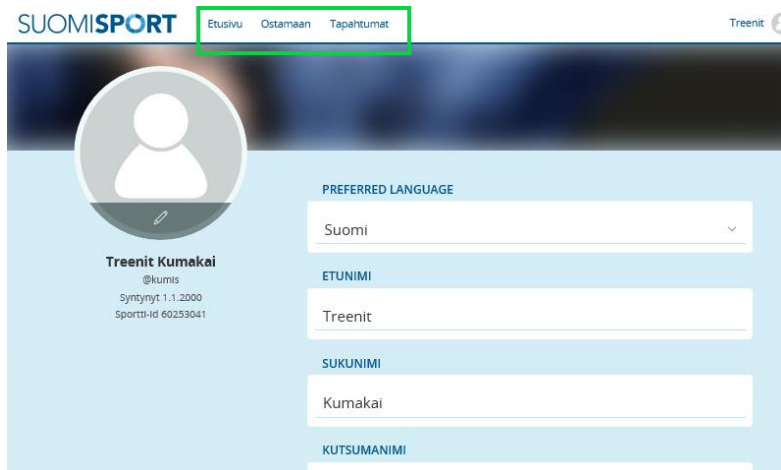 SUOMISPORT Etusivu Ostamaan Tapahtumat Treenit
PREFERRED LANGUAGE
Suomi
Treenit Kumakai
@kumis
Syntynyt 1.1.2000
Sportti-id 60253041
ETUNIMI
Treenit
SUKUNIMI
Kumakai
KUTSUMANIMI